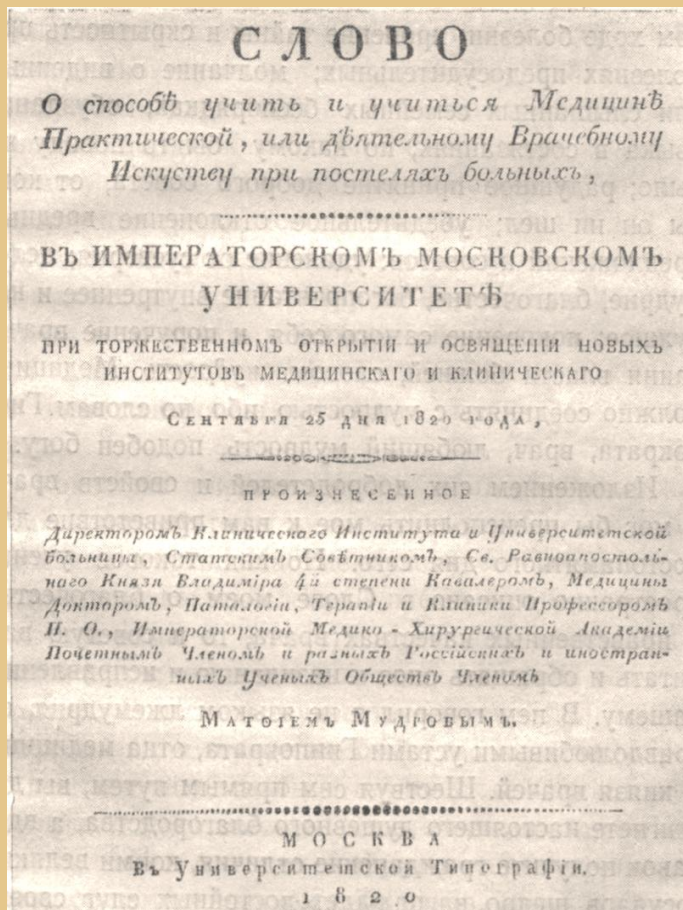 СЛОВО
О способѣ учить и учиться Медицинѣ
Практической, или дѣятельному Врачебному
Искуству при постеляхъ больныхъ,
ВЪ ИМПЕРАТОРСКОМЪ МОСКОВСКОМЪ
УНИВЕРСИТЕТѢ
ПРИ ТОРЖЕСТВЕННОМЪ ОТКРЫТІИ И ОСВЯЩЕНІИ НОВЫХЪ
ИНСТИТУТОВЪ МЕДИЦИНСКАГО И КЛИНИЧЕСКАГО
Сентября 25 дня 1820 года,
ПРОИЗНЕСЕННОЕ
Директоромъ Клиническаго Института и Университетской
больницы, Статскимъ Совѣтникомъ, Св. Равноапостоль-
наго Князя Владиміра 4й степени Кавалеромъ, Медицины
Докторомъ, Патологіи, Терапіи и Клиники Профессоромъ
П. О., Императорской Медико-Хирургической Академіи
Почетнымъ Членомъ и разныхъ Россійскихъ и иностран-
ныхъ Ученыхъ Обществъ Членомъ
Матѳіемъ Мудровымъ.
МОСКВА
Въ Университетской Типографіи,
1820